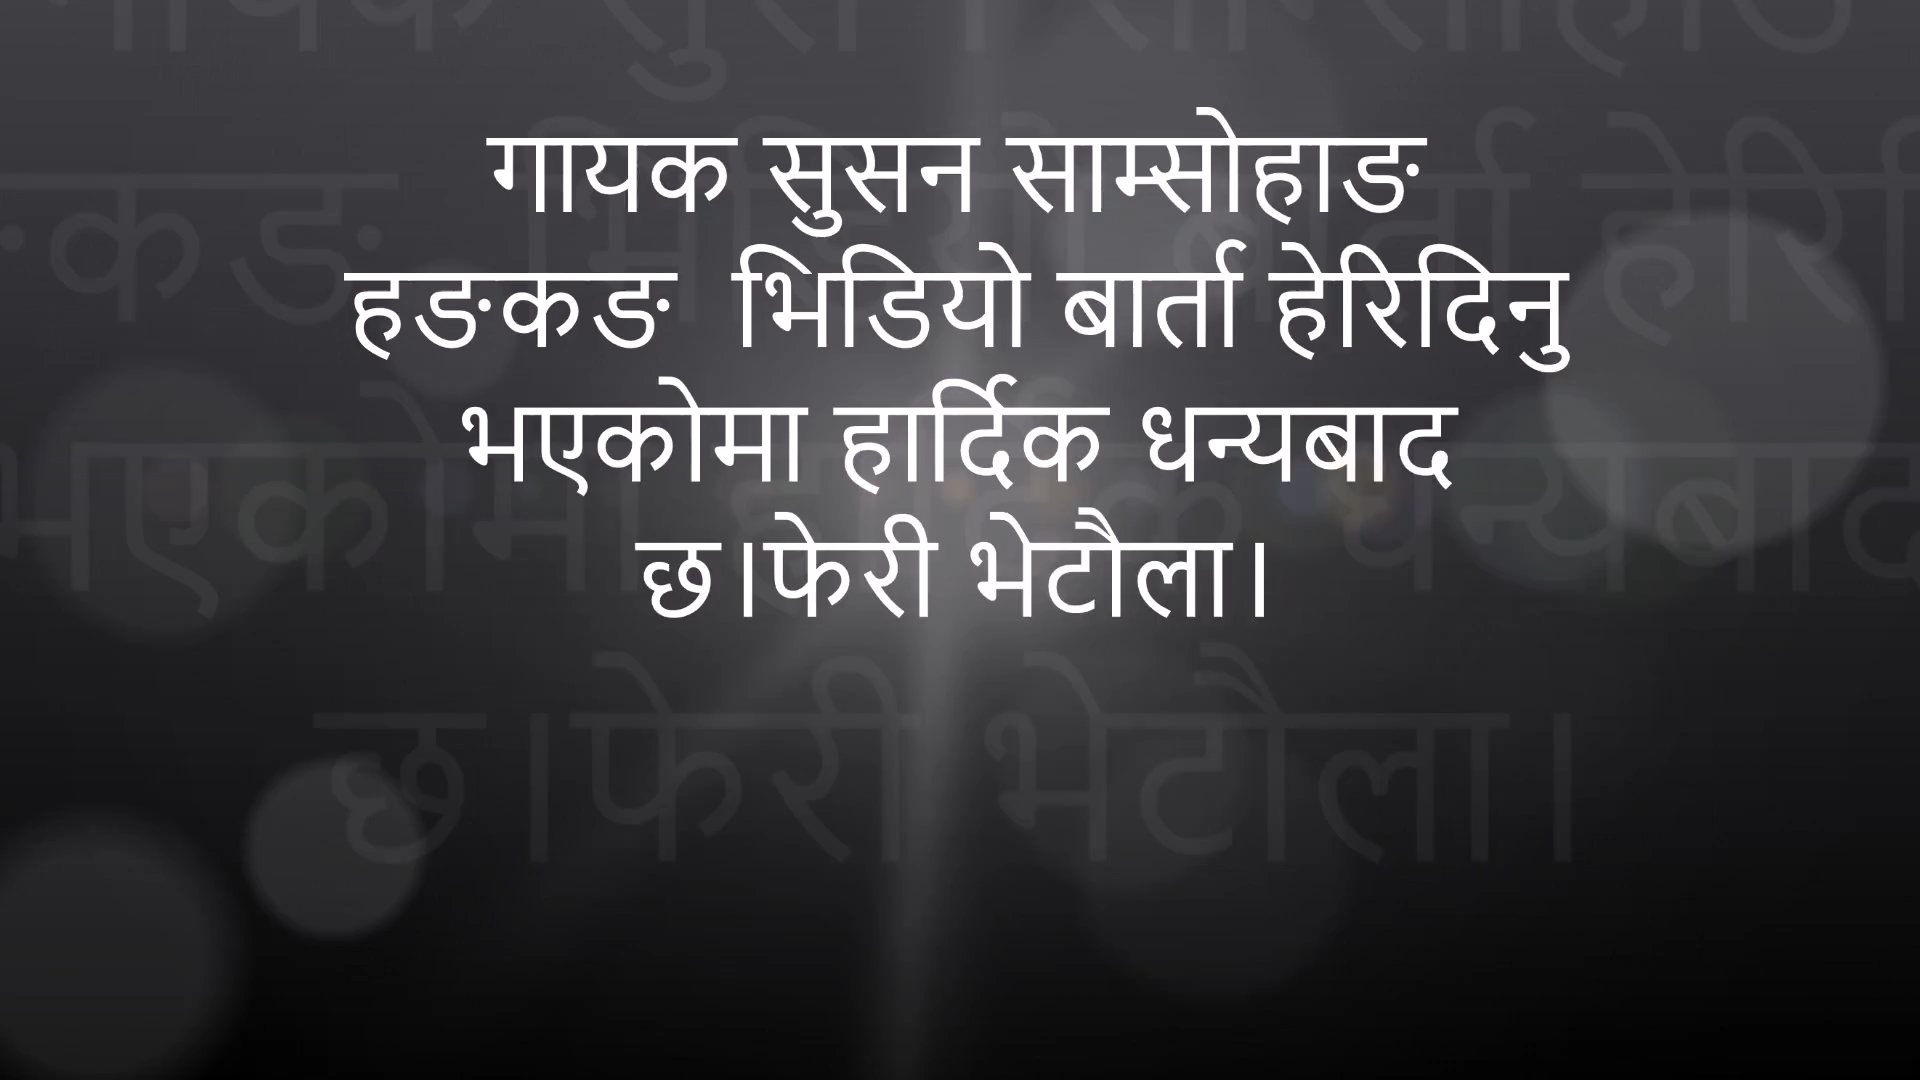 गायक सुसन साम्सोहाङ
हङकङ  भिडियो बार्ता हेरिदिनु
भएकोमा हार्दिक धन्यबाद
छ।फेरी भेटौला।